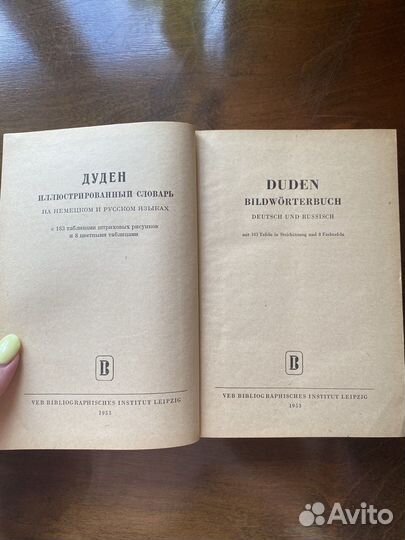 ДУДЕН
ИЛЛЮСТРИРОВАННЫЙ СЛОВАРЬ
НА НЕМЕЦКОМ И РУССКОМ ЯЗЫКАХ
с 183 таблицами штриховых рисунков
и 8 цветными таблицами
B
VEB BIBLIOGRAPHISCHES INSTITUT LEIPZIG
1953
DUDEN
BILDWÖRTERBUCH
DEUTSCH UND RUSSISCH
mit 183 Tafeln in Strichätzung und 8 Farbtafeln
B
VEB BIBLIOGRAPHISCHES INSTITUT LEIPZIG
1953
Avito